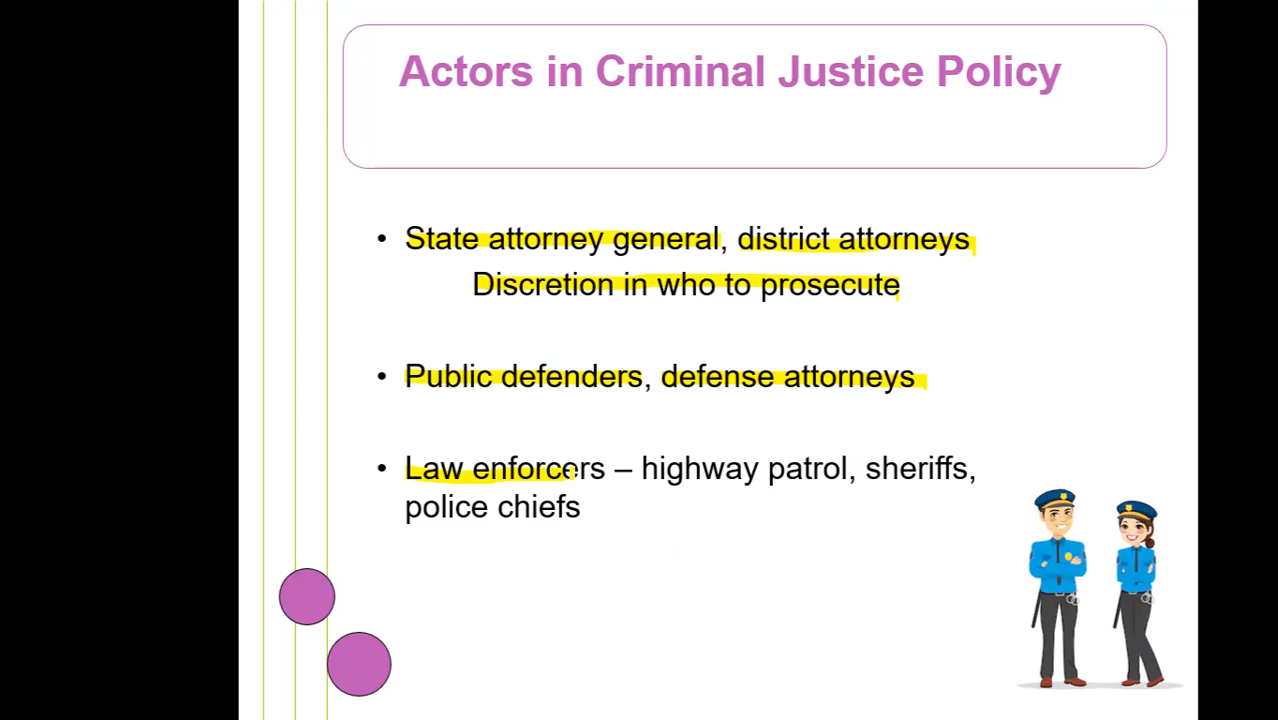 Actors in Criminal Justice Policy
• State attorney general, district attorneys
Discretion in who to prosecute
• Public defenders, defense attorneys
• Law enforcers – highway patrol, sheriffs,
police chiefs